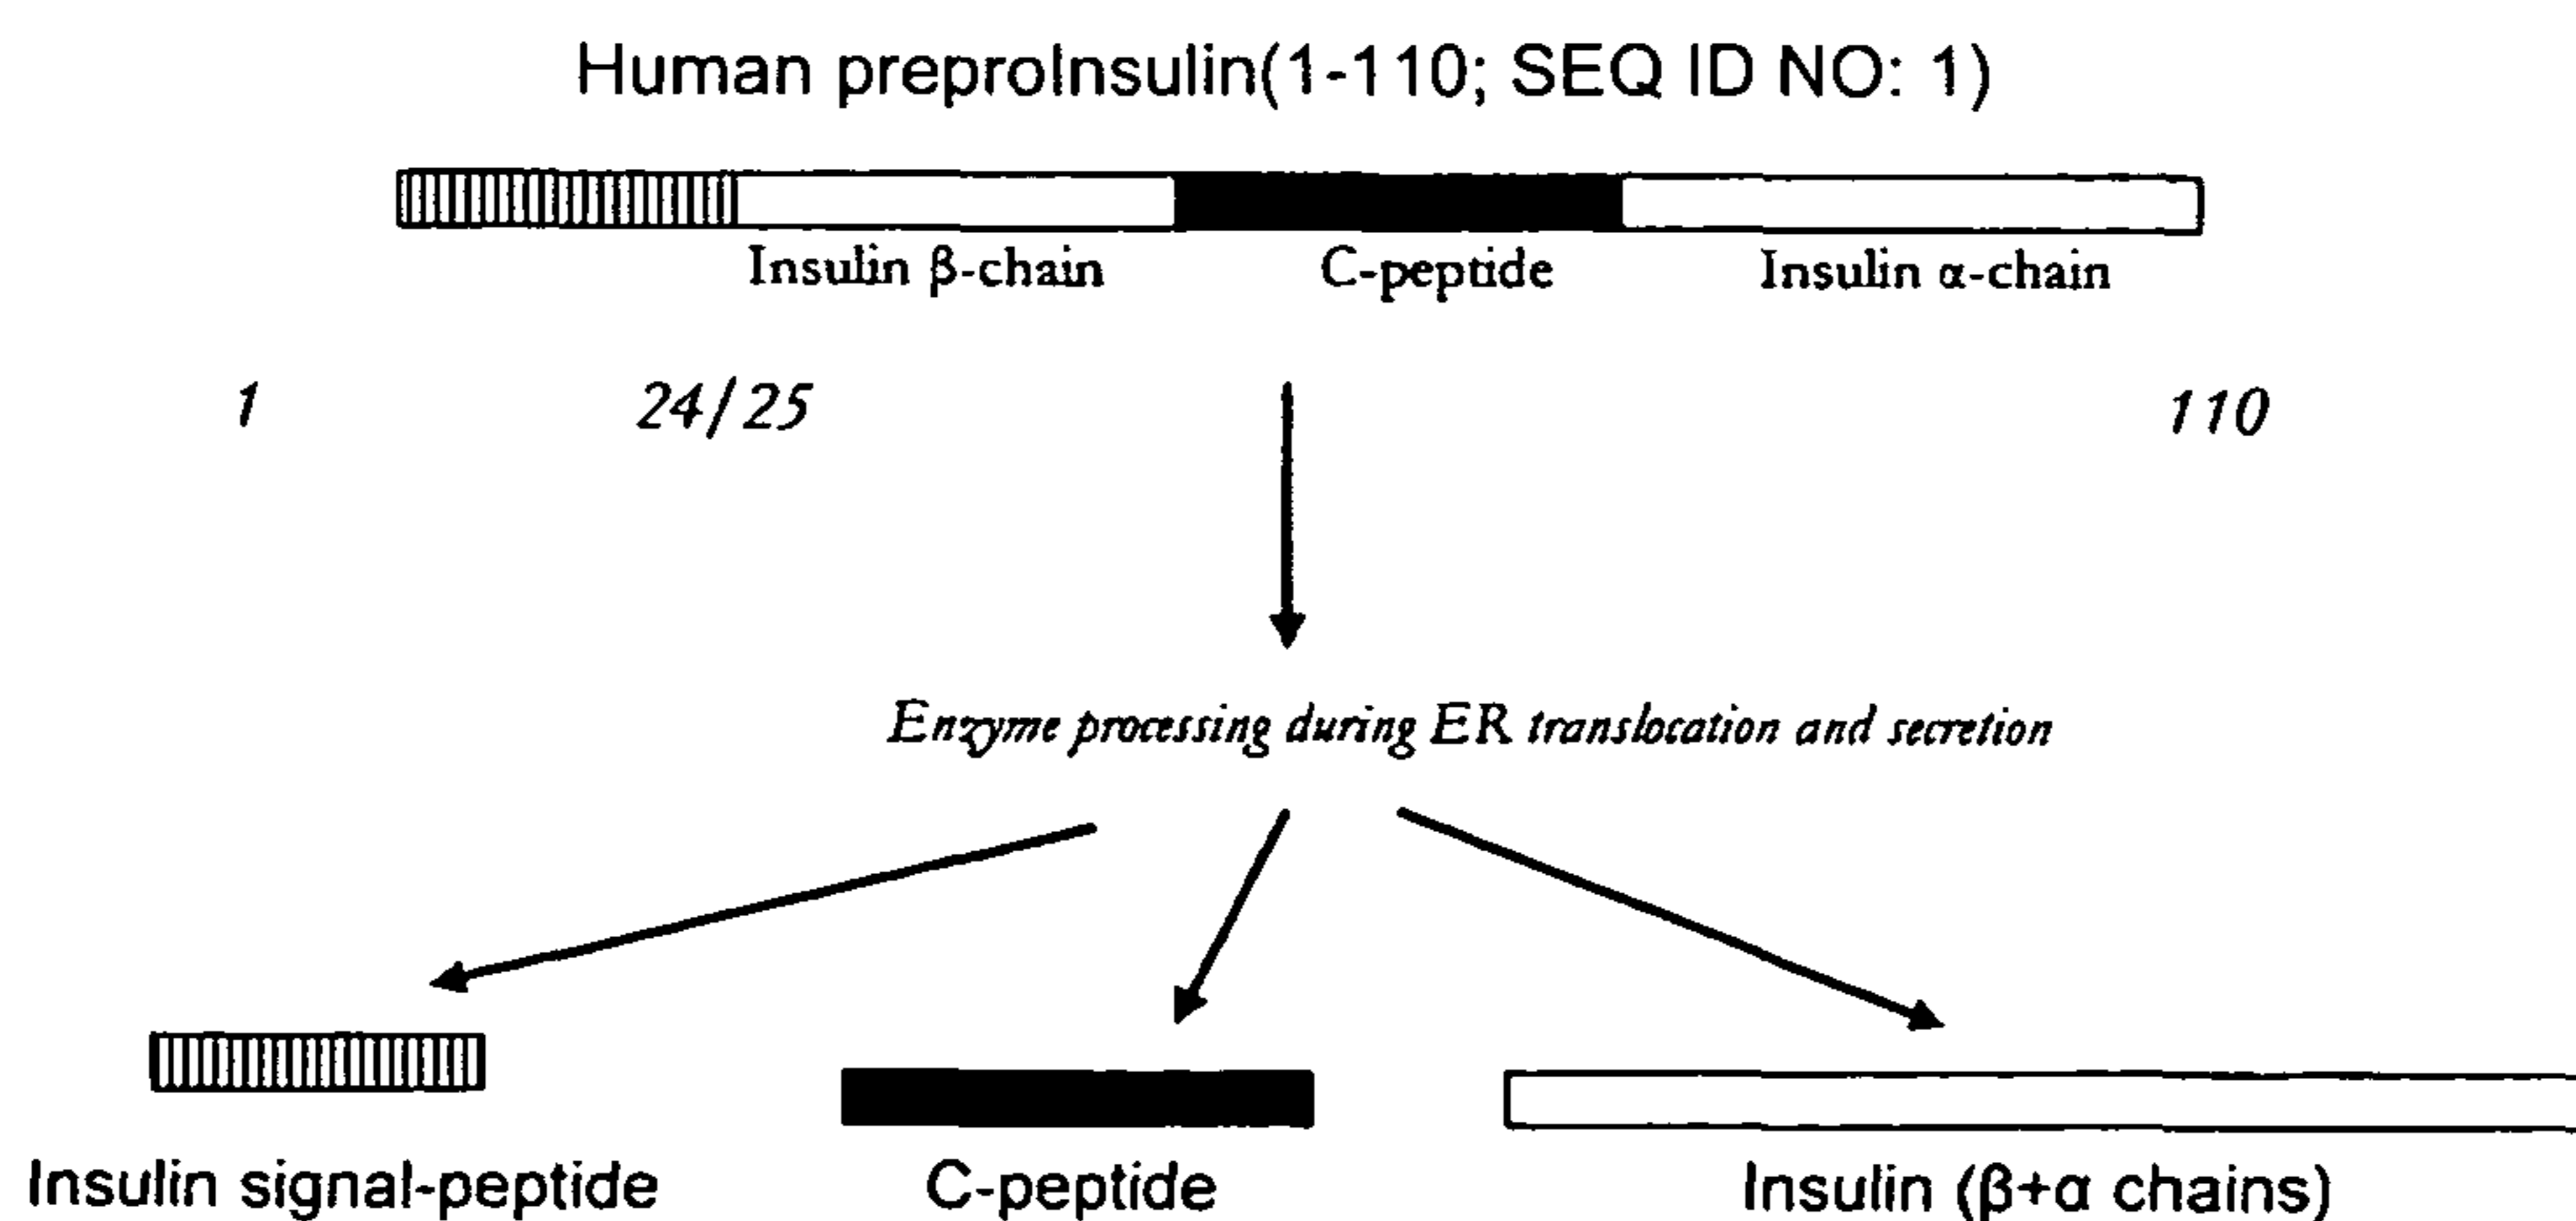 Human preproInsulin(1-110; SEQ ID NO: 1)
Insulin β-chain C-peptide Insulin α-chain
1 24/25 110
Enzyme processing during ER translocation and secretion
Insulin signal-peptide C-peptide Insulin (β+α chains)